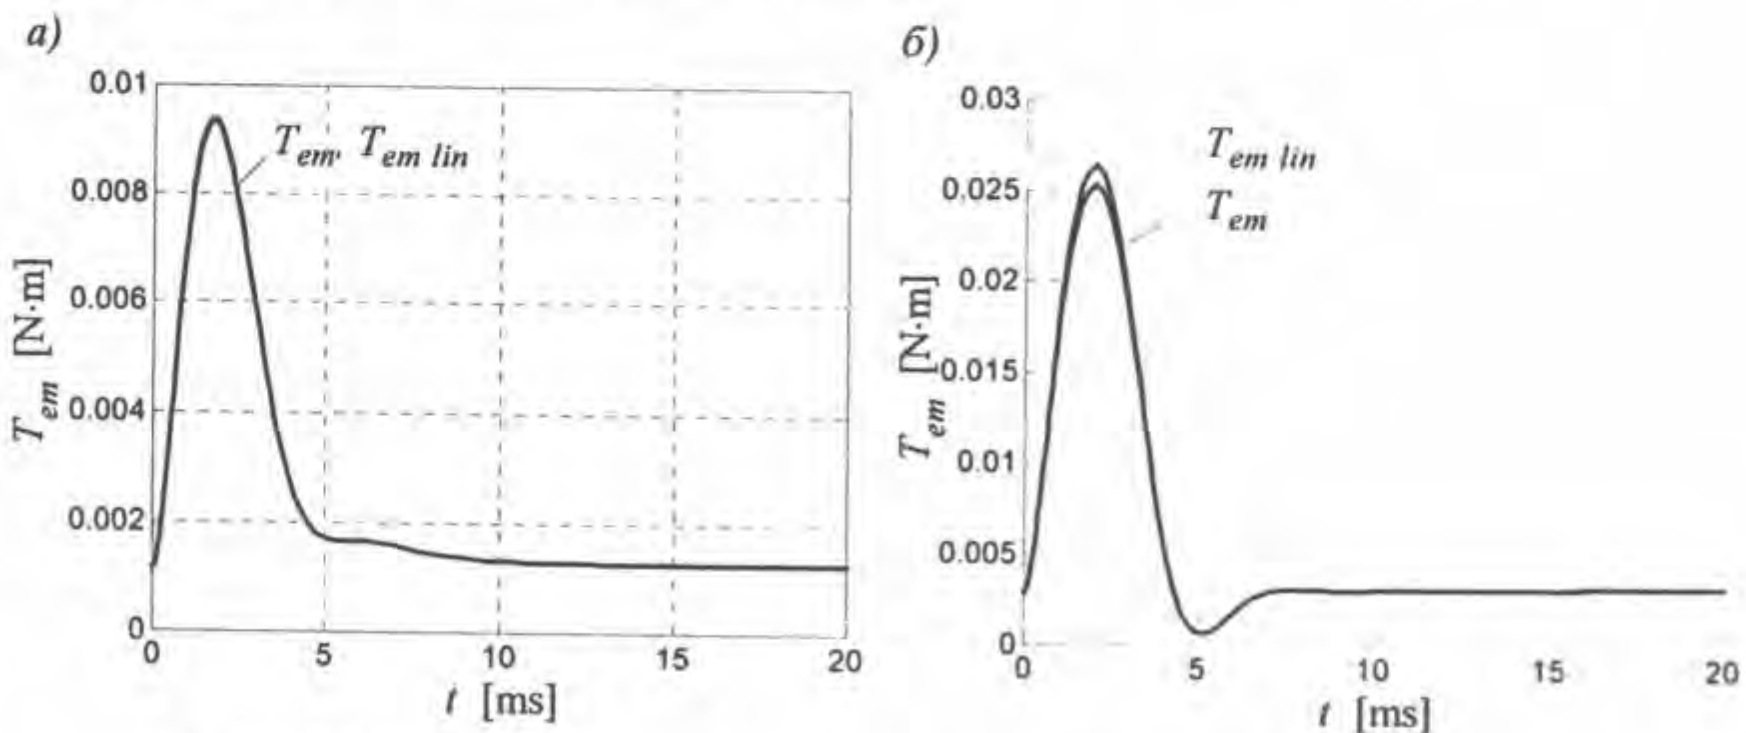 а)
0.01
0.008
0.006
0.004
0.002
0
0 5 10 15 20
T_em, T_em lin
T_em [N·m]
t [ms]
б)
0.03
0.025
0.02
0.015
0.01
0.005
0
0 5 10 15 20
T_em lin
T_em
T_em [N·m]
t [ms]